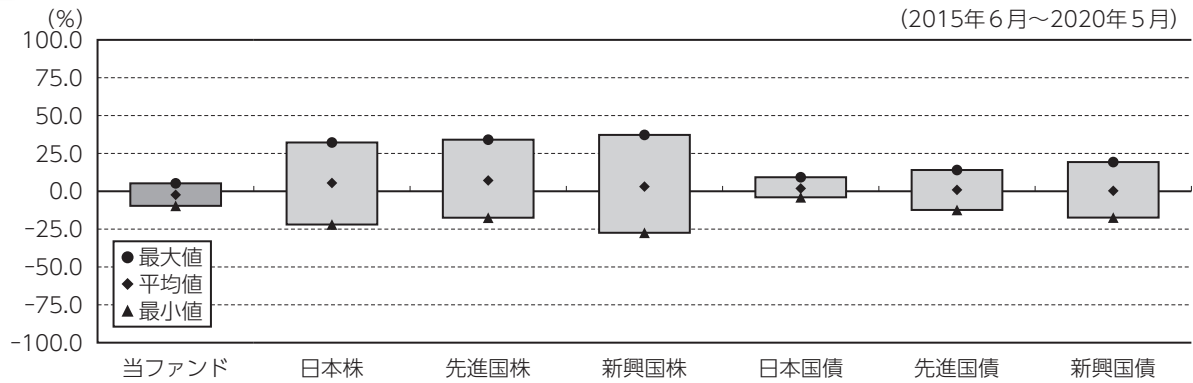 (%)
(2015年6月～2020年5月)
100.0
75.0
50.0
25.0
0.0
-25.0
-50.0
-75.0
-100.0
●最大値
◆平均値
▲最小値
当ファンド 日本株 先進国株 新興国株 日本国債 先進国債 新興国債